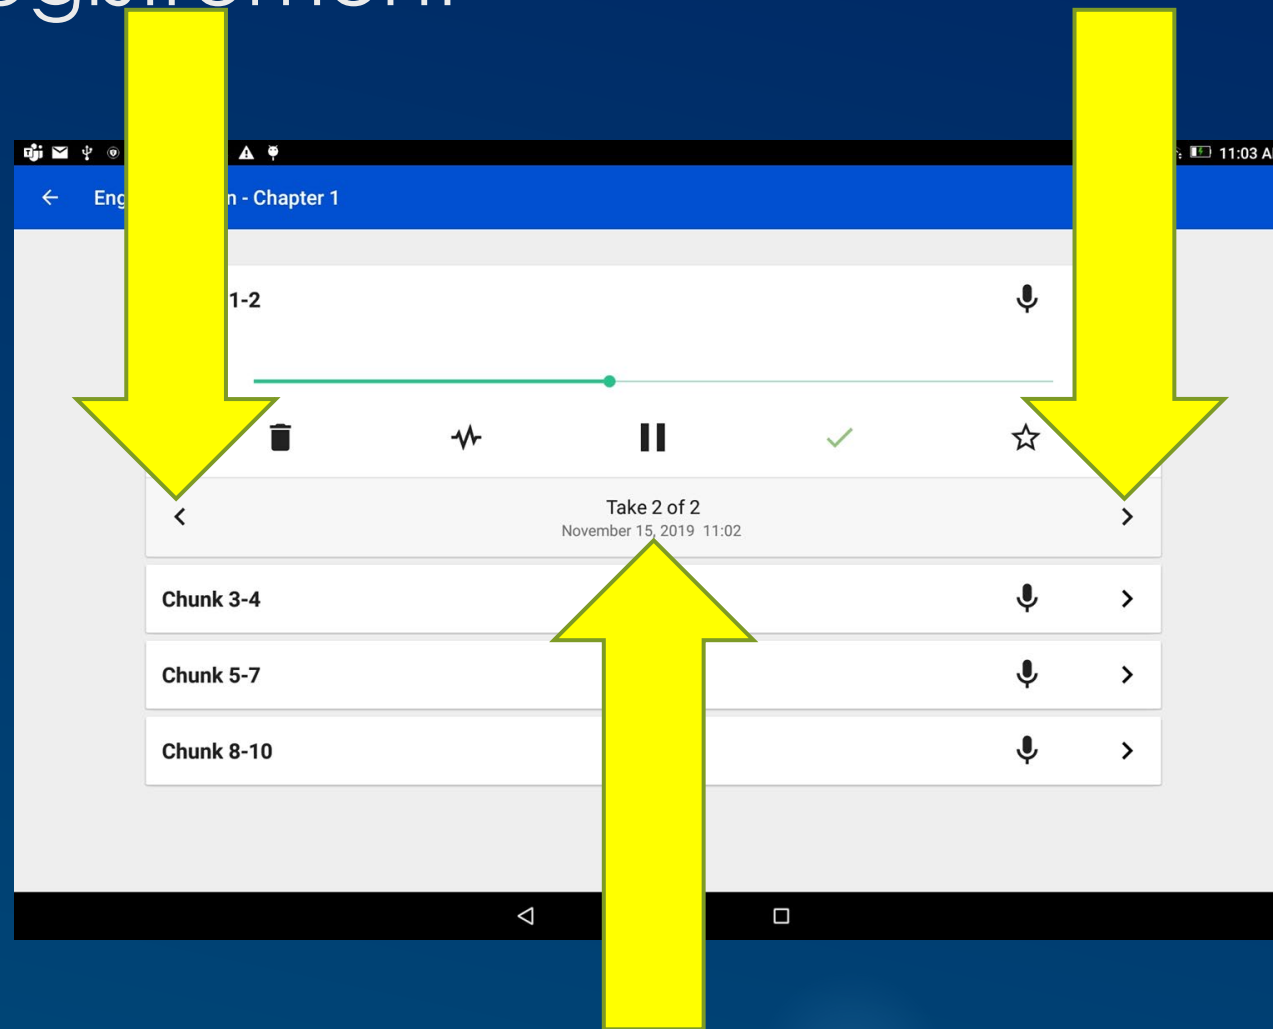 11:03
Eng n - Chapter 1
1-2
Take 2 of 2
November 15, 2019 11:02
Chunk 3-4
Chunk 5-7
Chunk 8-10